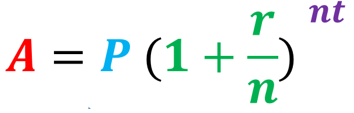 A = P (1 + r/n)^nt